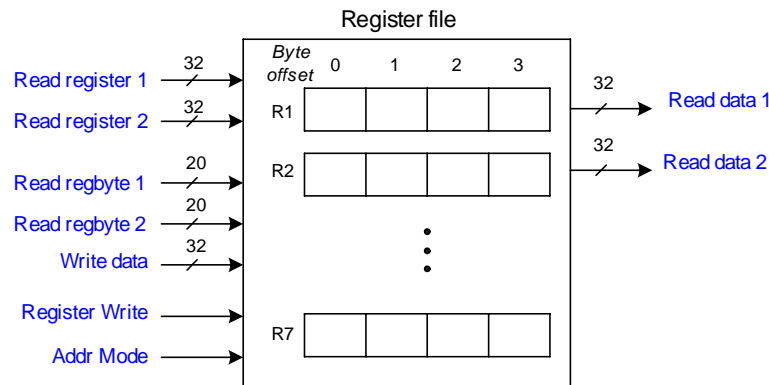 Register file
Byte offset 0 1 2 3
Read register 1 32
Read register 2 32
R1
32 Read data 1
Read regbyte 1 20
R2
32 Read data 2
Read regbyte 2 20
Write data 32
Register Write
R7
Addr Mode